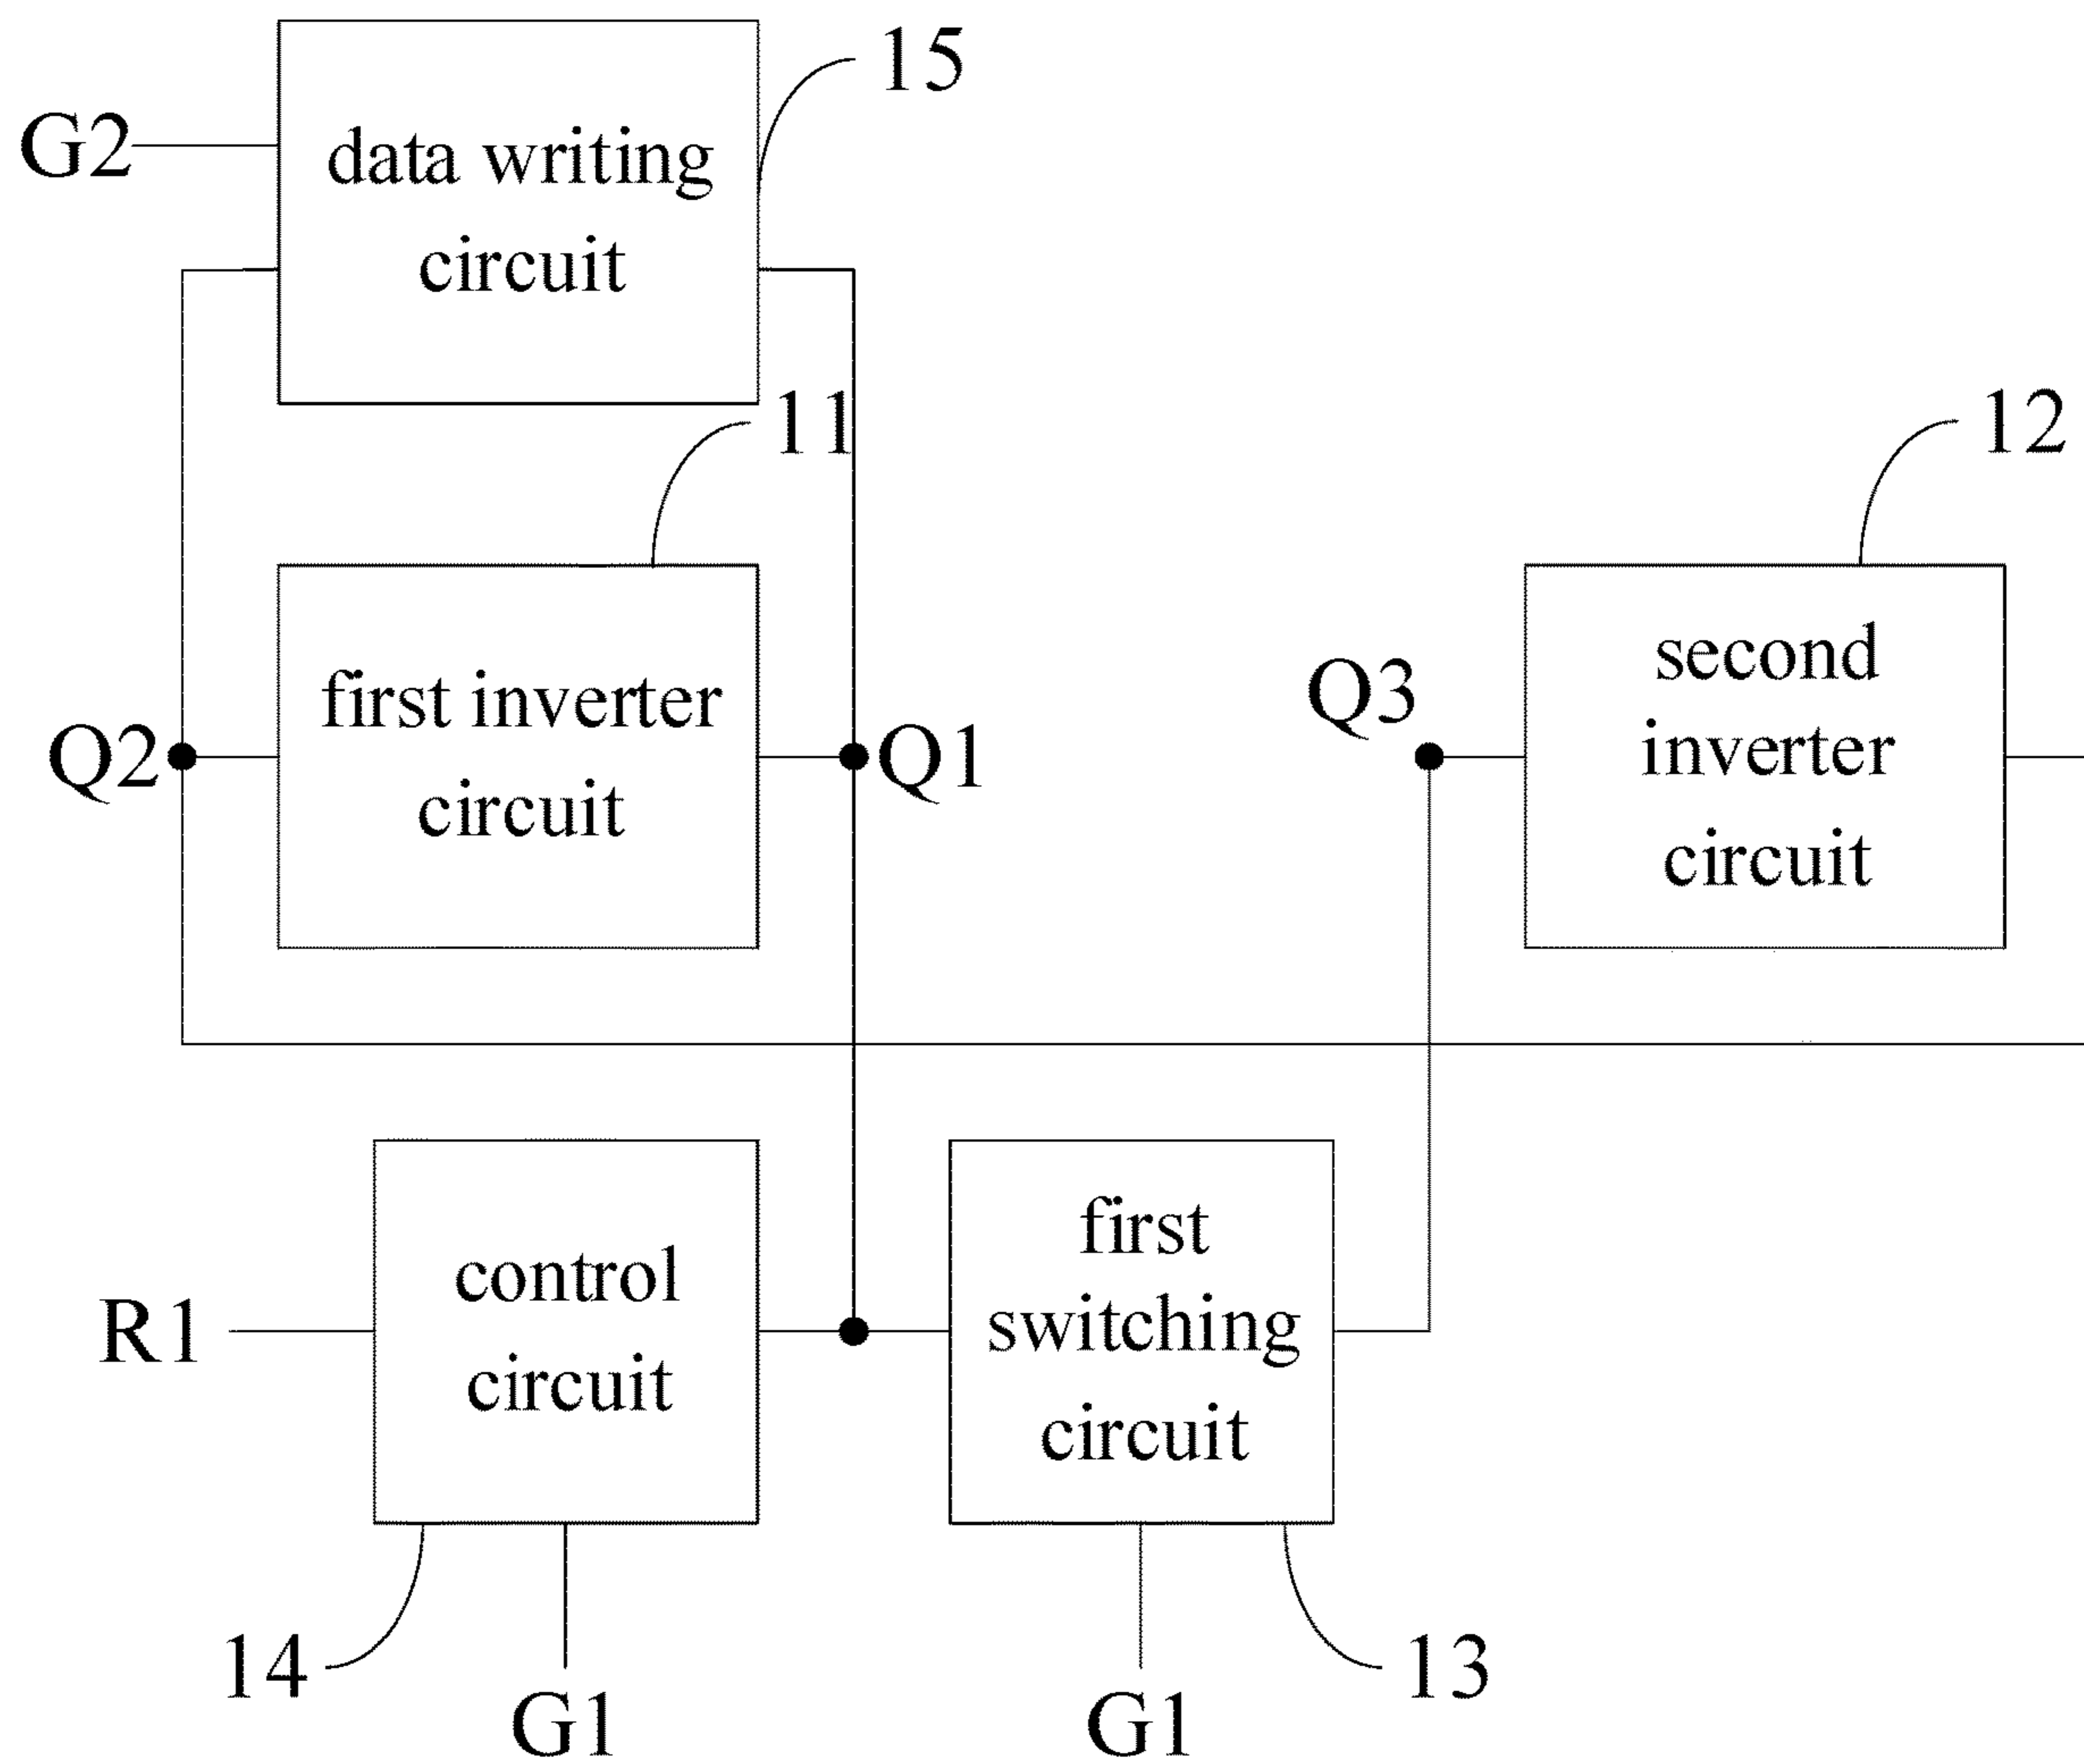 15
G2
data writing
circuit
11
12
first inverter
circuit
Q2
Q1
Q3
second
inverter
circuit
R1
control
circuit
first
switching
circuit
14
G1
G1
13